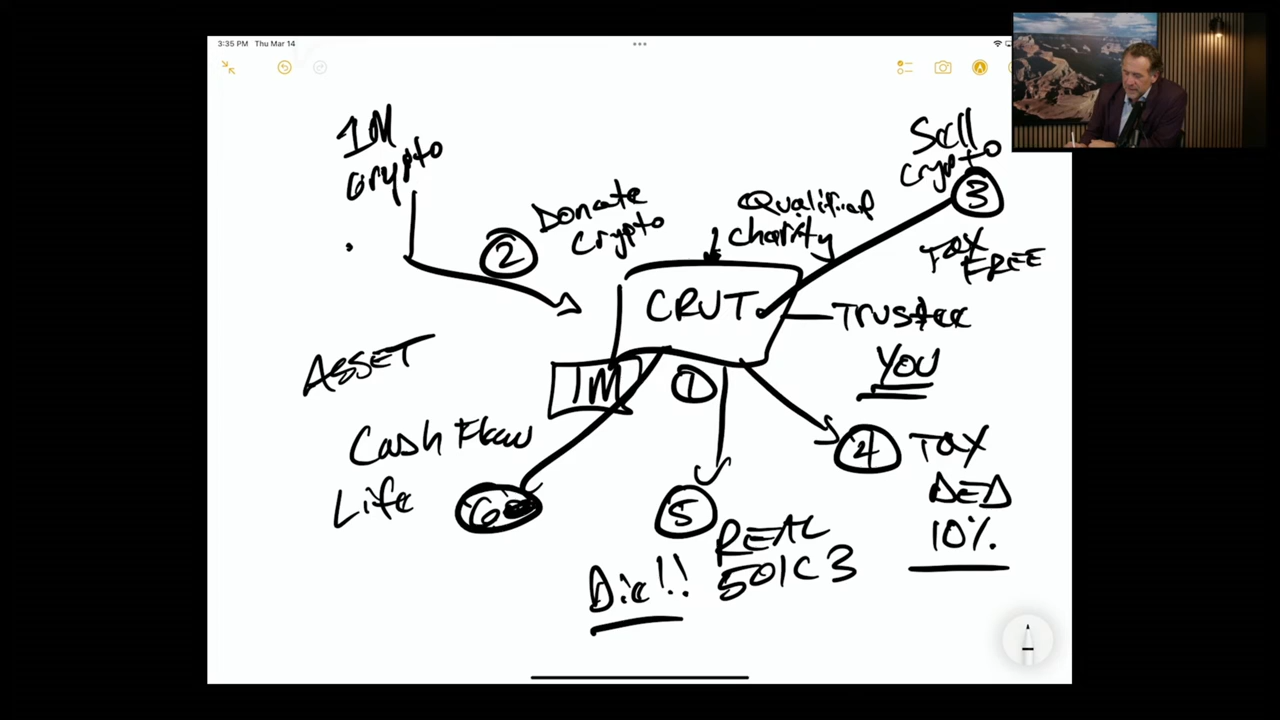 3:35 PM Thu Mar 14
1M
Crypto
2
Donate
Crypto
Qualified
charity
Sell
Crypto
3
TAX
FREE
CRUT
Trustee
YOU
ASSET
1M
1
Cash Flow
Life
6
5
REAL
501C3
Die!!
4
TAX
DED
10%